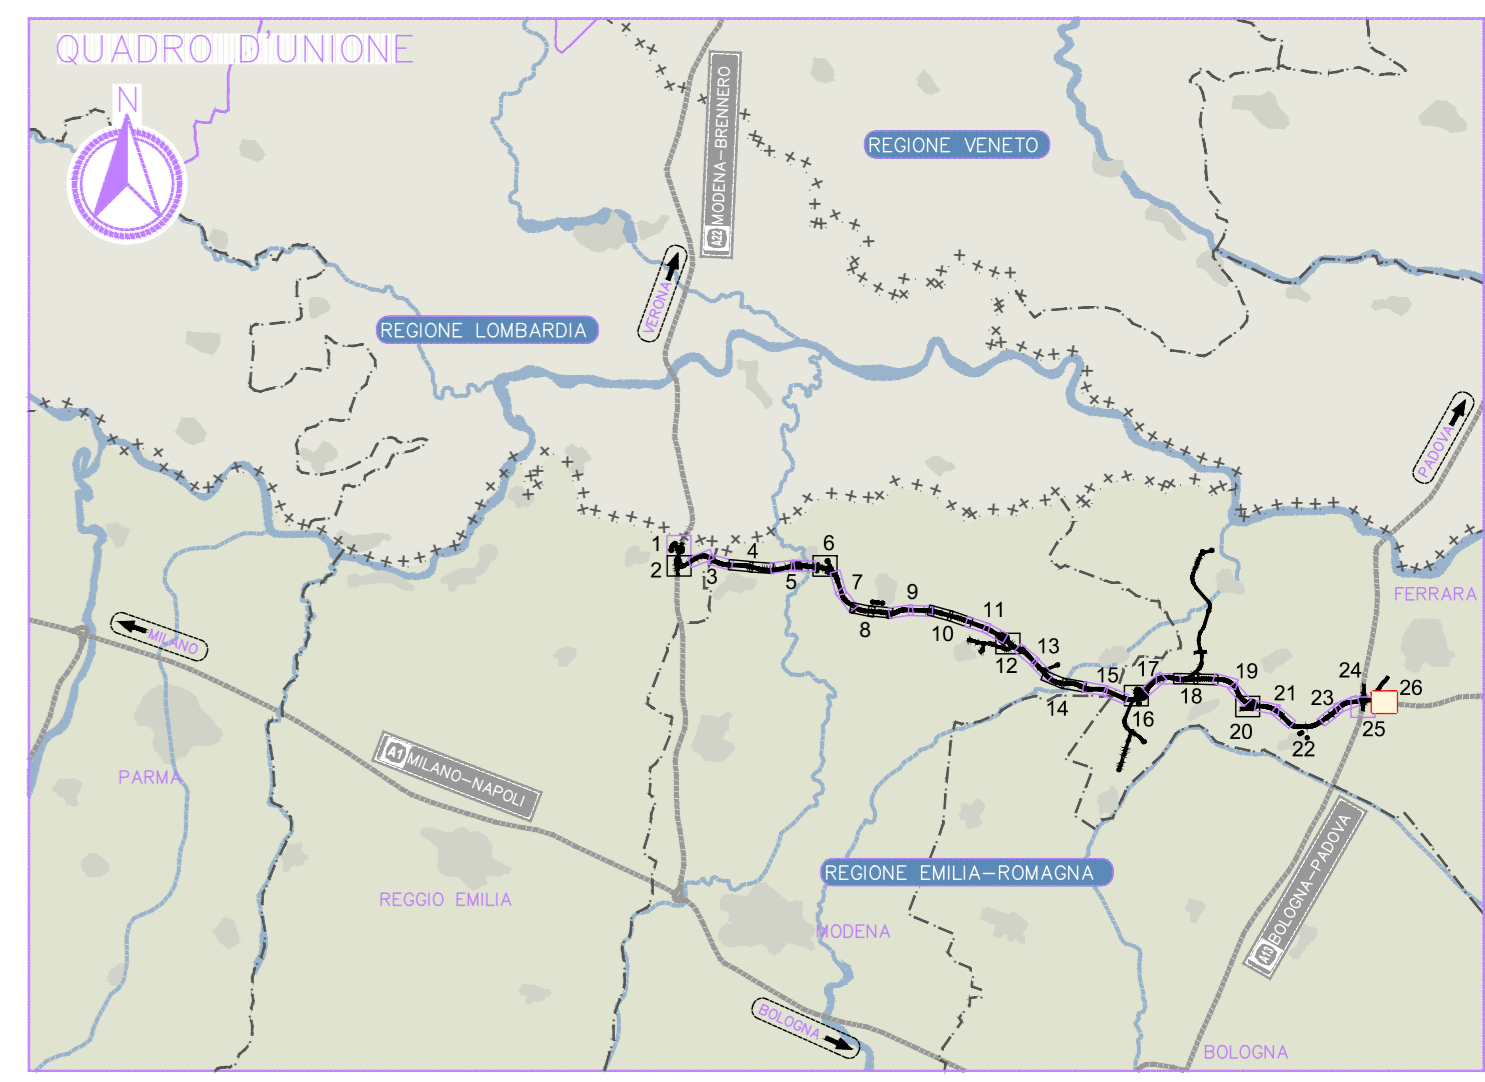 QUADRO D'UNIONE
N
A22 MODENA-BRENNERO
REGIONE VENETO
VERONA
REGIONE LOMBARDIA
PADOVA
1
2
3
4
5
6
7
8
9
10
11
12
13
14
15
16
17
18
19
20
21
22
23
24
25
26
FERRARA
MILANO
PARMA
A1 MILANO-NAPOLI
REGGIO EMILIA
REGIONE EMILIA-ROMAGNA
MODENA
A13 BOLOGNA-PADOVA
BOLOGNA
BOLOGNA